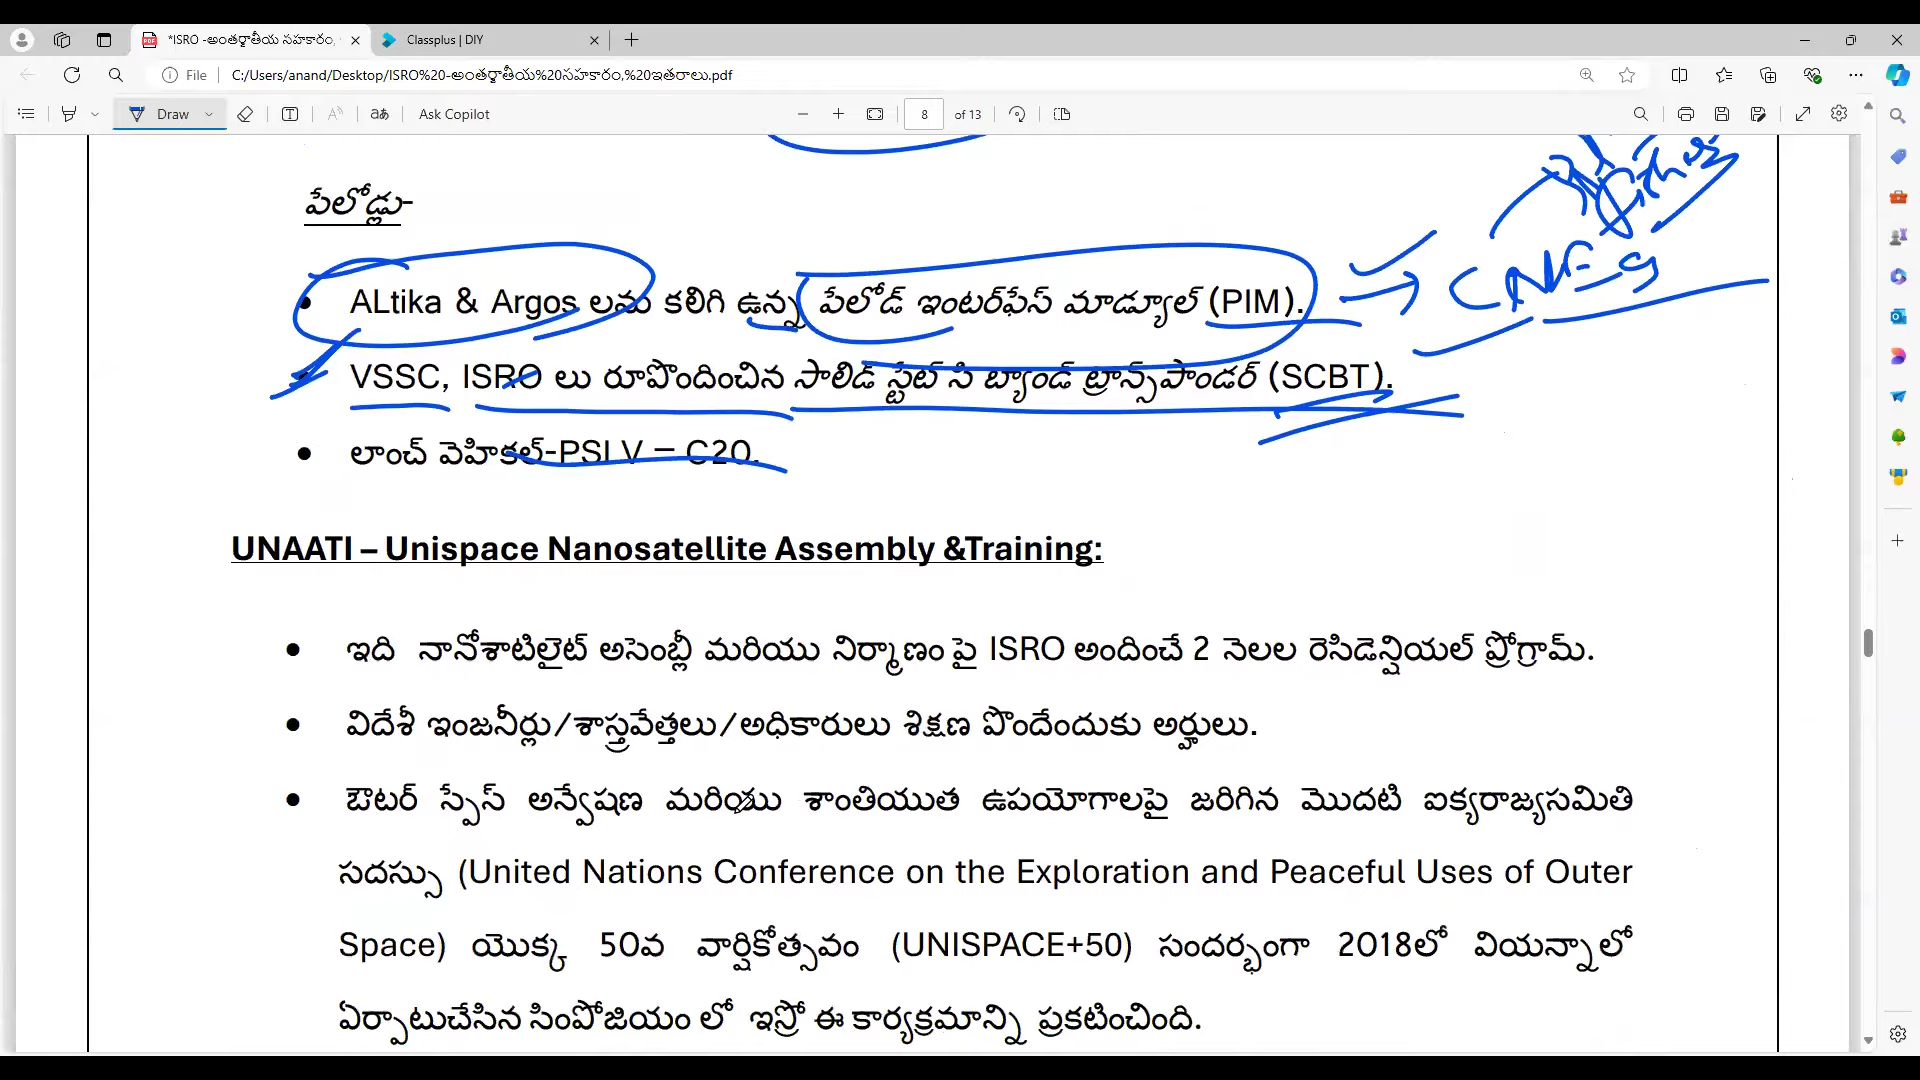 *ISRO -అంతర్జాతీయ సహకారం,
Classplus | DIY
File
C:/Users/anand/Desktop/ISRO%20-అంతర్జాతీయ%20సహకారం,%20ఇతరాలు.pdf
Draw
aあ
Ask Copilot
8 of 13
పేలోడ్లు-
• ALtika & Argos లను కలిగి ఉన్న పేలోడ్ ఇంటర్‌ఫేస్ మాడ్యూల్ (PIM).
CNES
• VSSC, ISRO లు రూపొందించిన సాలిడ్ స్టేట్ సి బ్యాండ్ ట్రాన్స్‌పాండర్ (SCBT).
• లాంచ్ వెహికల్-PSLV – C20.
UNAATI – Unispace Nanosatellite Assembly &Training:
• ఇది నానోశాటిలైట్ అసెంబ్లీ మరియు నిర్మాణం పై ISRO అందించే 2 నెలల రెసిడెన్షియల్ ప్రోగ్రామ్.
• విదేశీ ఇంజనీర్లు/శాస్త్రవేత్తలు/అధికారులు శిక్షణ పొందేందుకు అర్హులు.
• ఔటర్ స్పేస్ అన్వేషణ మరియు శాంతియుత ఉపయోగాలపై జరిగిన మొదటి ఐక్యరాజ్యసమితి
సదస్సు (United Nations Conference on the Exploration and Peaceful Uses of Outer
Space) యొక్క 50వ వార్షికోత్సవం (UNISPACE+50) సందర్భంగా 2018లో వియన్నాలో
ఏర్పాటుచేసిన సింపోజియం లో ఇస్రో ఈ కార్యక్రమాన్ని ప్రకటించింది.